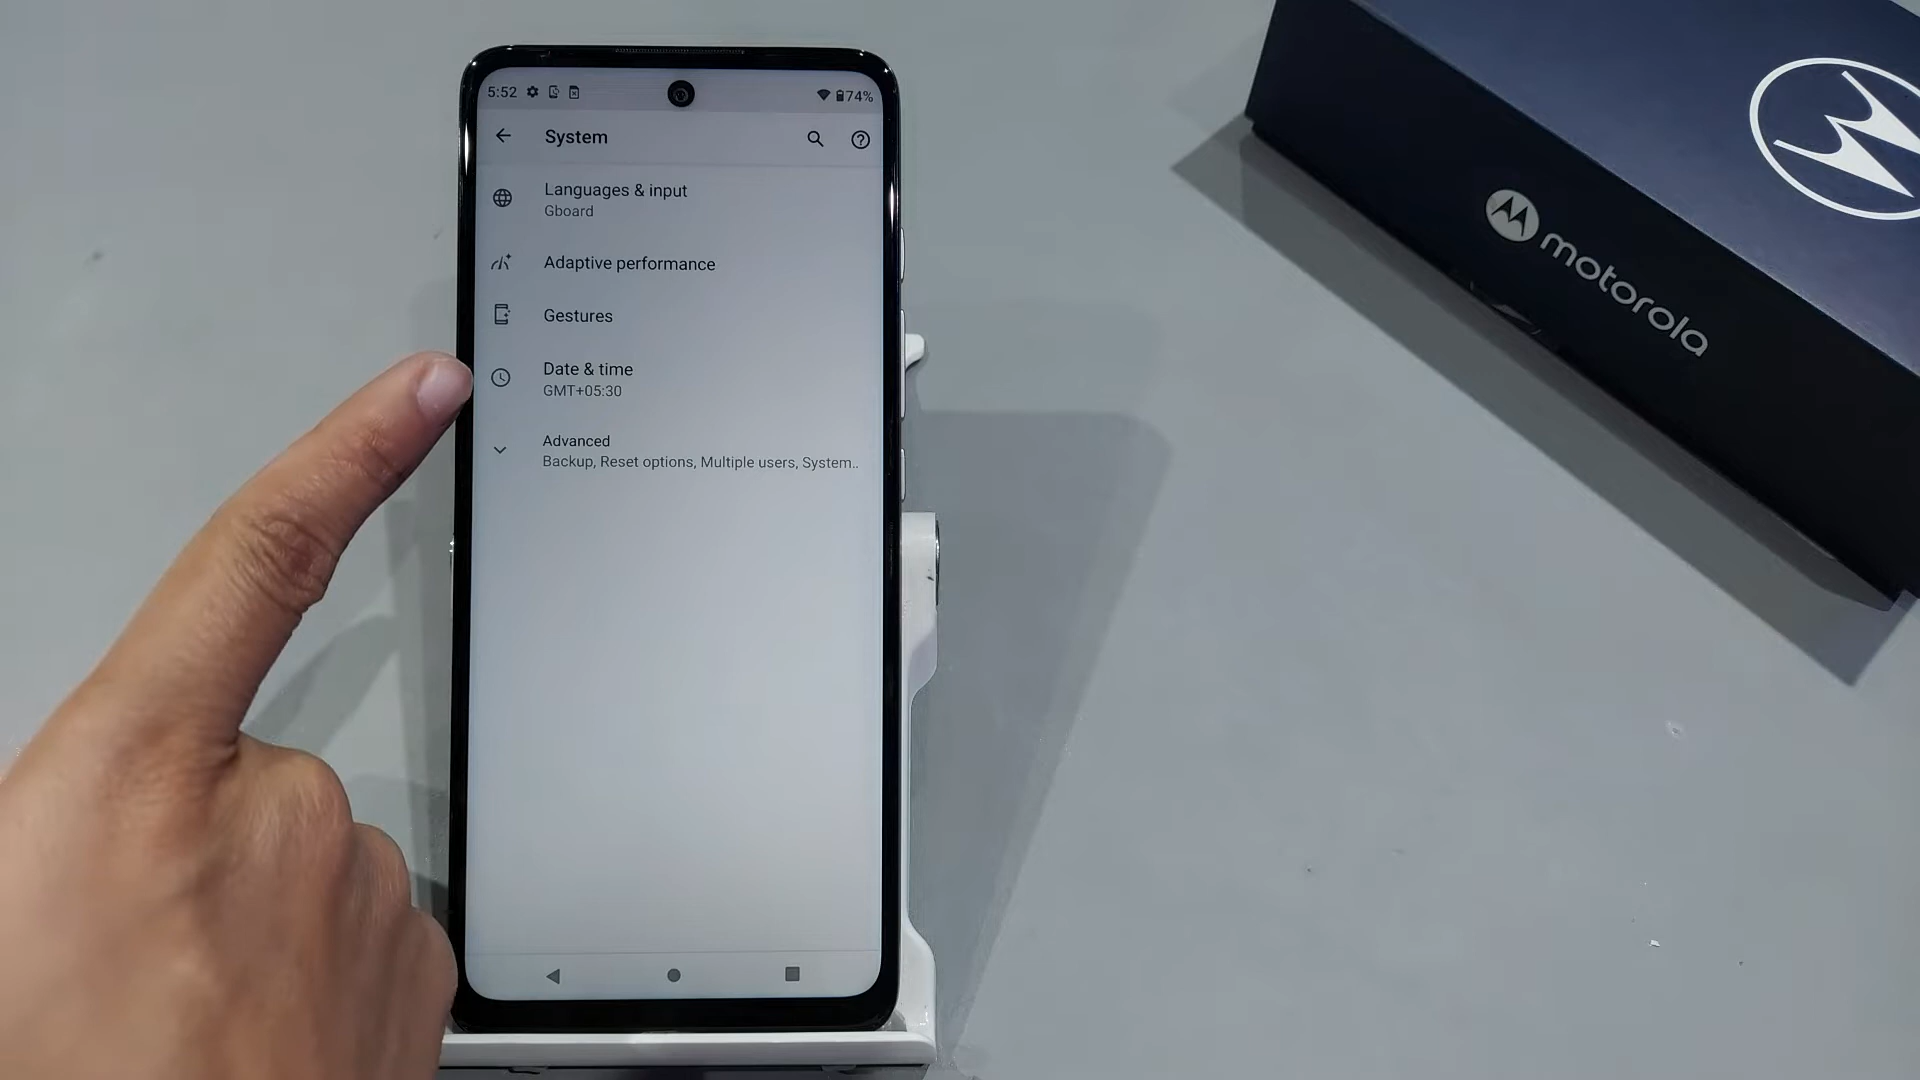 5:52
74%
System
Languages & input
Gboard
Adaptive performance
Gestures
Date & time
GMT+05:30
Advanced
Backup, Reset options, Multiple users, System..
motorola